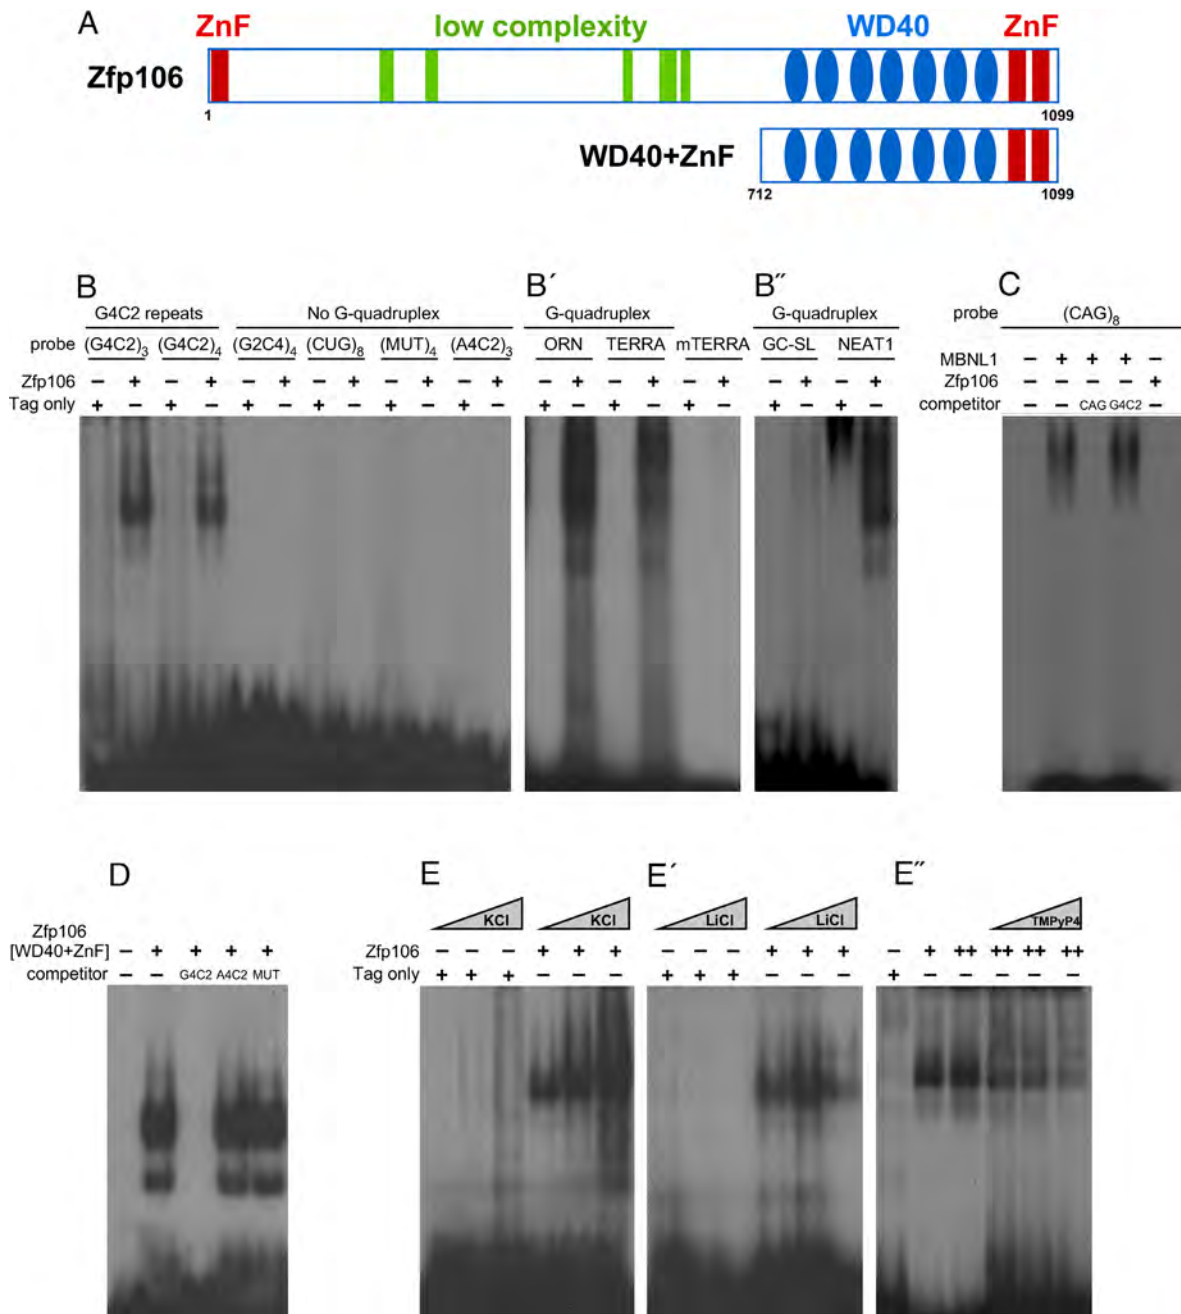 A
ZnF low complexity WD40 ZnF
Zfp106
1 1099
WD40+ZnF
712 1099
B B´ B″ C
G4C2 repeats No G-quadruplex G-quadruplex G-quadruplex probe (CAG)8
probe (G4C2)3 (G4C2)4 (G2C4)4 (CUG)8 (MUT)4 (A4C2)3 ORN TERRA mTERRA GC-SL NEAT1
MBNL1 – + + + –
Zfp106 – + – + – + – + – + – + – + – + – + – + – + Zfp106 – – – – +
Tag only + – + – + – + – + – + – + – + – + – + – + – competitor – – CAG G4C2 –
D E E´ E″
KCl KCl LiCl LiCl TMPyP4
Zfp106
[WD40+ZnF] – + + + + Zfp106 – – – + + + – – – + + + – + ++ ++ ++ ++
competitor – – G4C2 A4C2 MUT Tag only + + + – – – + + + – – – + – – – – –